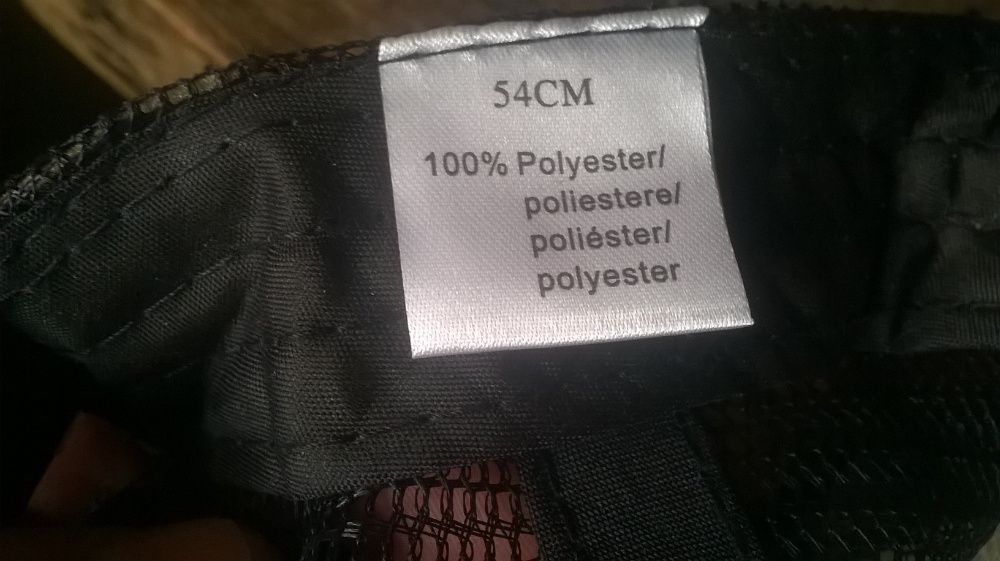 54CM
100% Polyester/
poliestere/
poliéster/
polyester